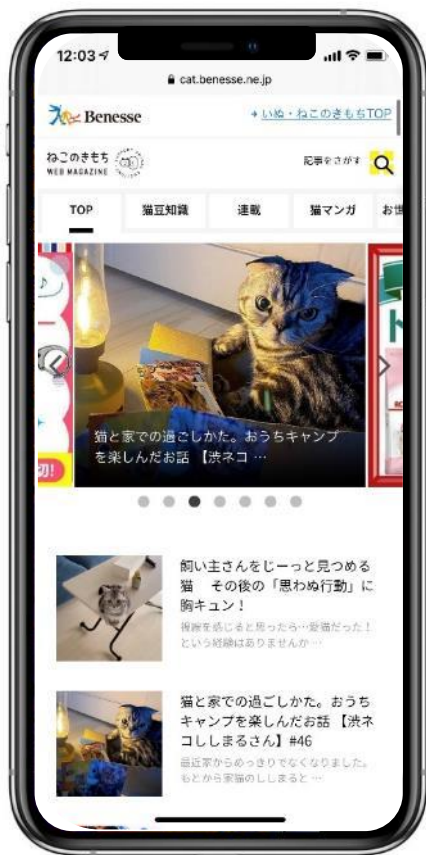 12:03
cat.benesse.ne.jp
Benesse
いぬ・ねこのきもちTOP
ねこのきもち
WEB MAGAZINE
記事をさがす
TOP
猫豆知識
連載
猫マンガ
お世
猫と家での過ごしかた。おうちキャンプ
を楽しんだお話 【渋ネコ …
切!
飼い主さんをじーっと見つめる
猫 その後の「思わぬ行動」に
胸キュン!
視線を感じると思ったら…愛猫だった!
という経験はありませんか…
猫と家での過ごしかた。おうち
キャンプを楽しんだお話 【渋ネ
コししまるさん】#46
最近家からめっきりでなくなりました。
もとから家猫のししまると …